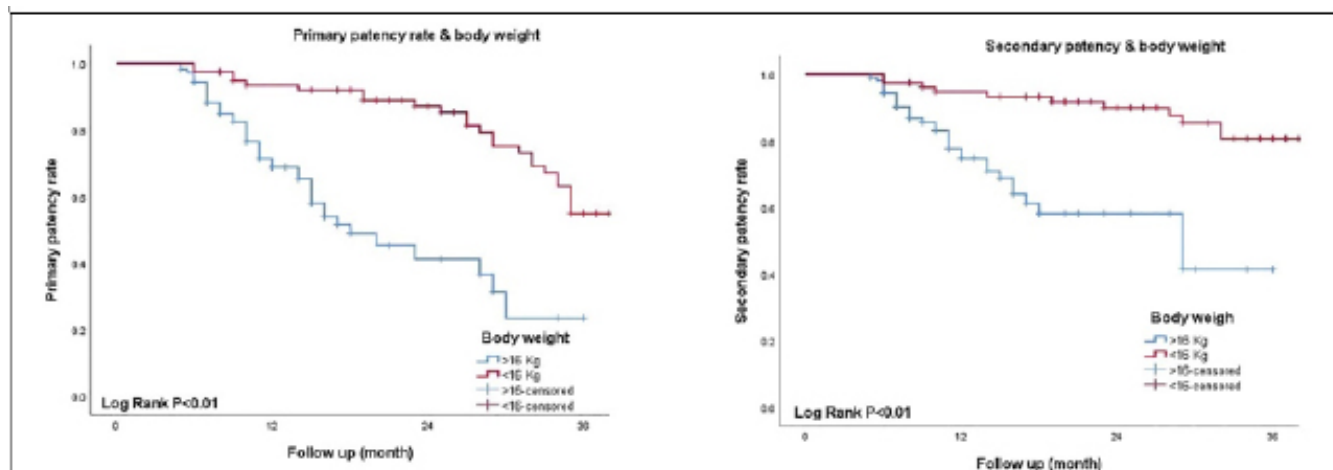 Primary patency rate & body weight
Primary patency rate
1.0
0.8
0.6
0.4
0.2
0.0
Body weight
>16 Kg
<16 Kg
>16-censored
<16-censored
Log Rank P<0.01
0
24
36
Follow up (month)
Secondary patency & body weight
Secondary patency rate
1.0
0.8
0.6
0.4
0.2
0.0
Body weigh
>16 Kg
<16 Kg
>16-censored
<16-censored
Log Rank P<0.01
0
12
24
36
Follow up (month)